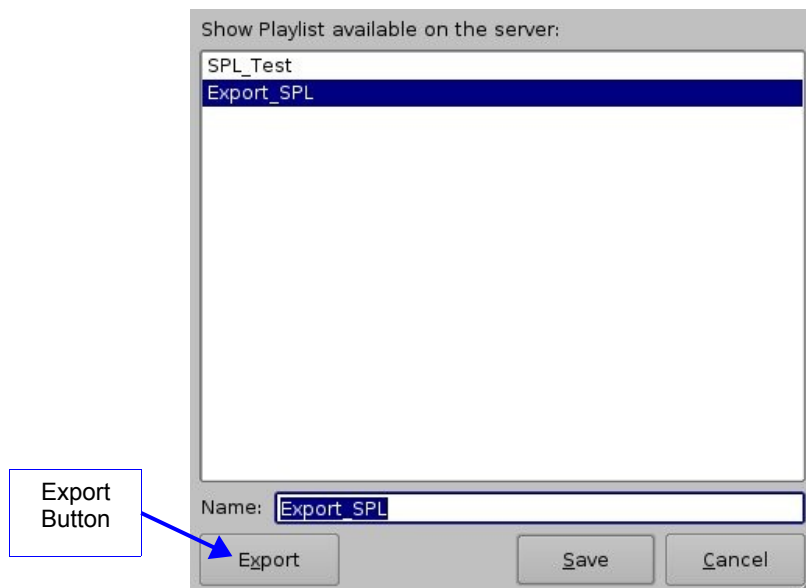 Show Playlist available on the server:
SPL_Test
Export_SPL
Name: Export_SPL
Export
Button
Export Save Cancel